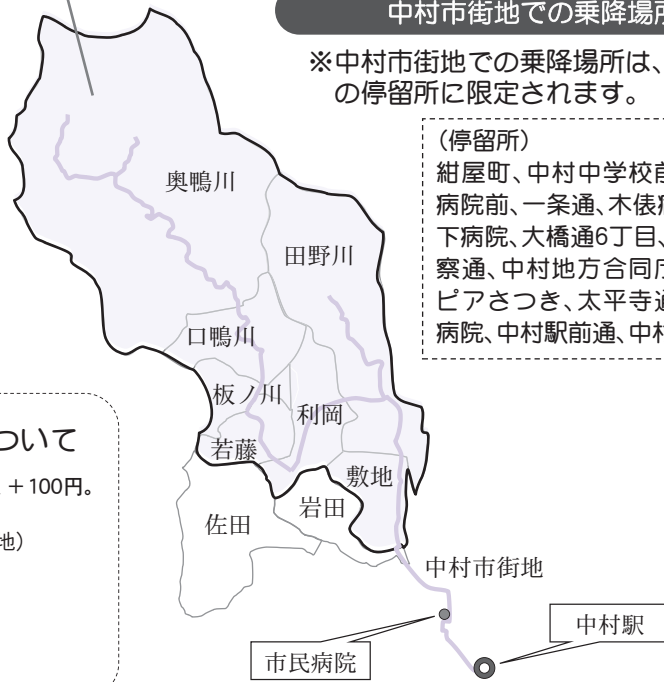 中村市街地での乗降場所
※中村市街地での乗降場所は、
の停留所に限定されます。
(停留所)
紺屋町、中村中学校前
病院前、一条通、木俵病
下病院、大橋通6丁目、
察通、中村地方合同庁
ピアさつき、太平寺通
病院、中村駅前通、中村
奥鴨川
田野川
口鴨川
板ノ川
利岡
若藤
敷地
岩田
佐田
ついて
+100円。
地)
中村市街地
中村駅
市民病院